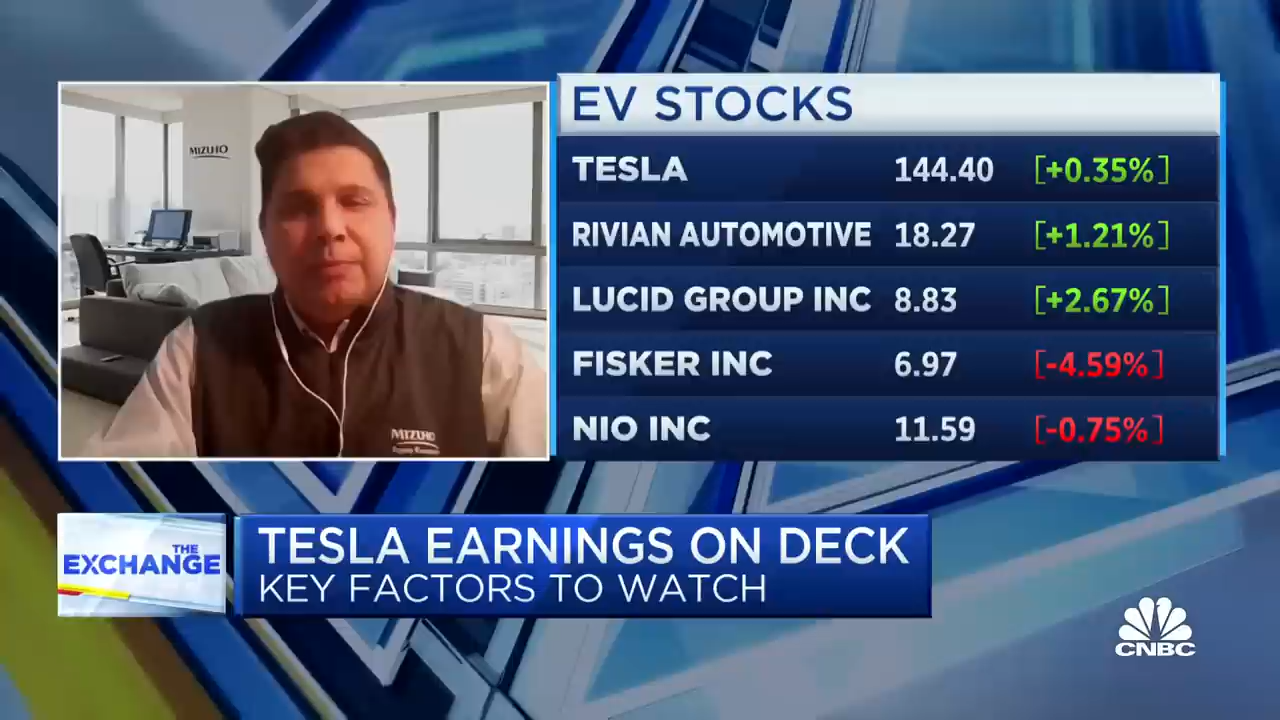 MIZUHO
MIZUHO
EV STOCKS
TESLA 144.40 [+0.35%]
RIVIAN AUTOMOTIVE 18.27 [+1.21%]
LUCID GROUP INC 8.83 [+2.67%]
FISKER INC 6.97 [-4.59%]
NIO INC 11.59 [-0.75%]
THE
EXCHANGE
TESLA EARNINGS ON DECK
KEY FACTORS TO WATCH
CNBC